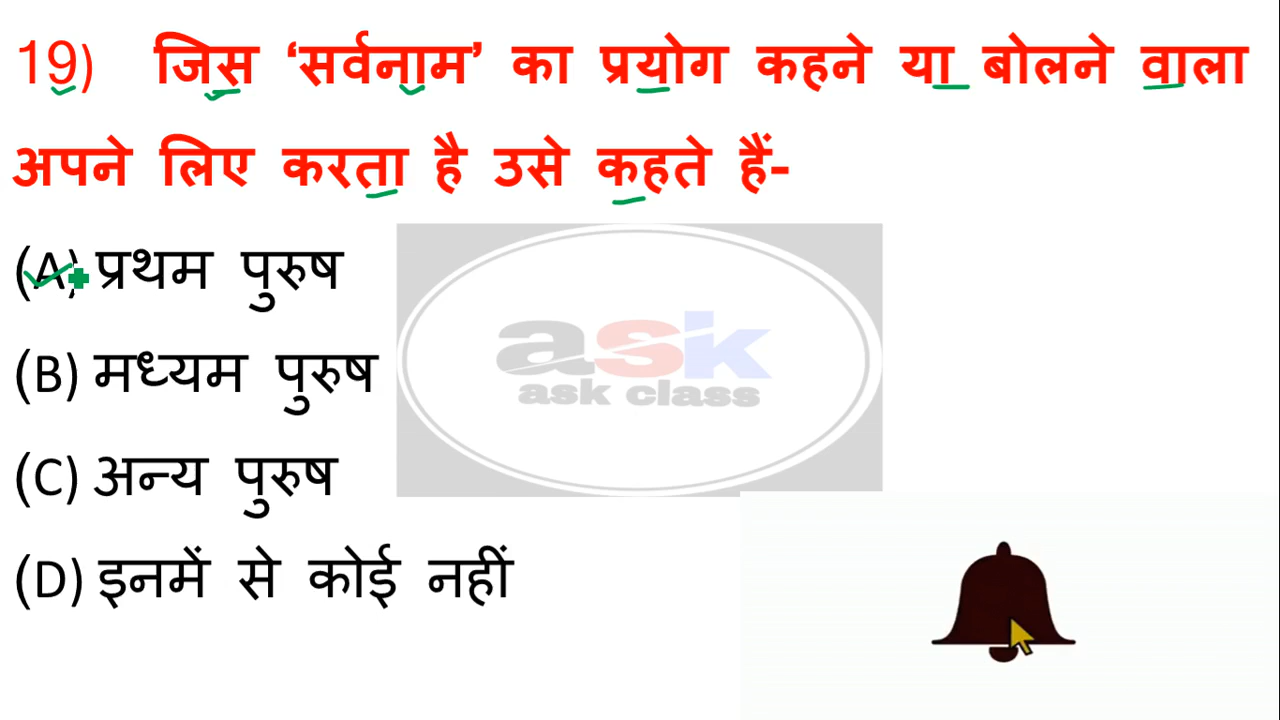 19) जिस ‘सर्वनाम’ का प्रयोग कहने या बोलने वाला
अपने लिए करता है उसे कहते हैं-
(A) प्रथम पुरुष
(B) मध्यम पुरुष
(C) अन्य पुरुष
(D) इनमें से कोई नहीं
ask
ask class